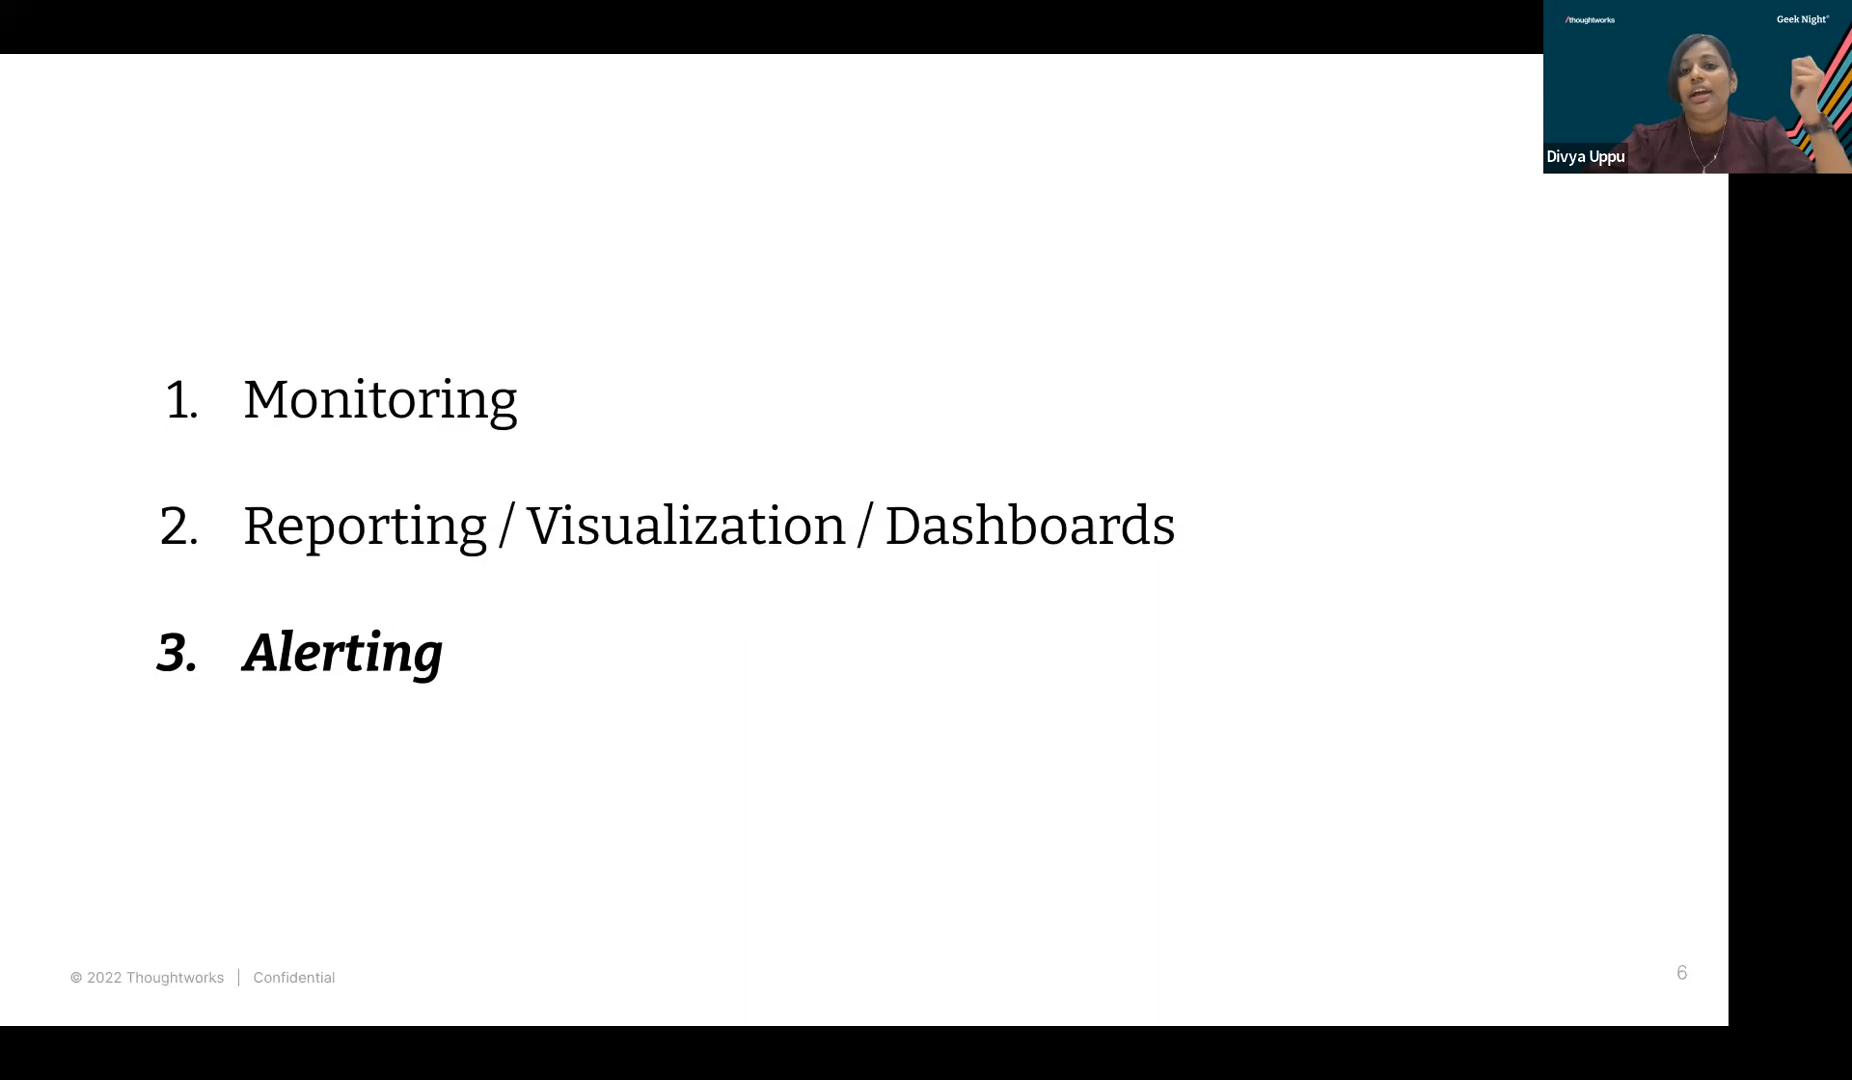 /thoughtworks
Geek Night
Divya Uppu
1. Monitoring
2. Reporting / Visualization / Dashboards
3. Alerting
© 2022 Thoughtworks | Confidential
6